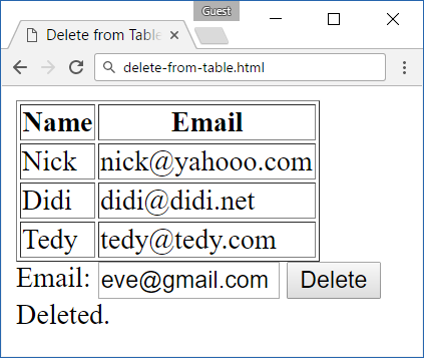 Guest
Delete from Table
delete-from-table.html
Name Email
Nick nick@yahooo.com
Didi didi@didi.net
Tedy tedy@tedy.com
Email: eve@gmail.com Delete
Deleted.